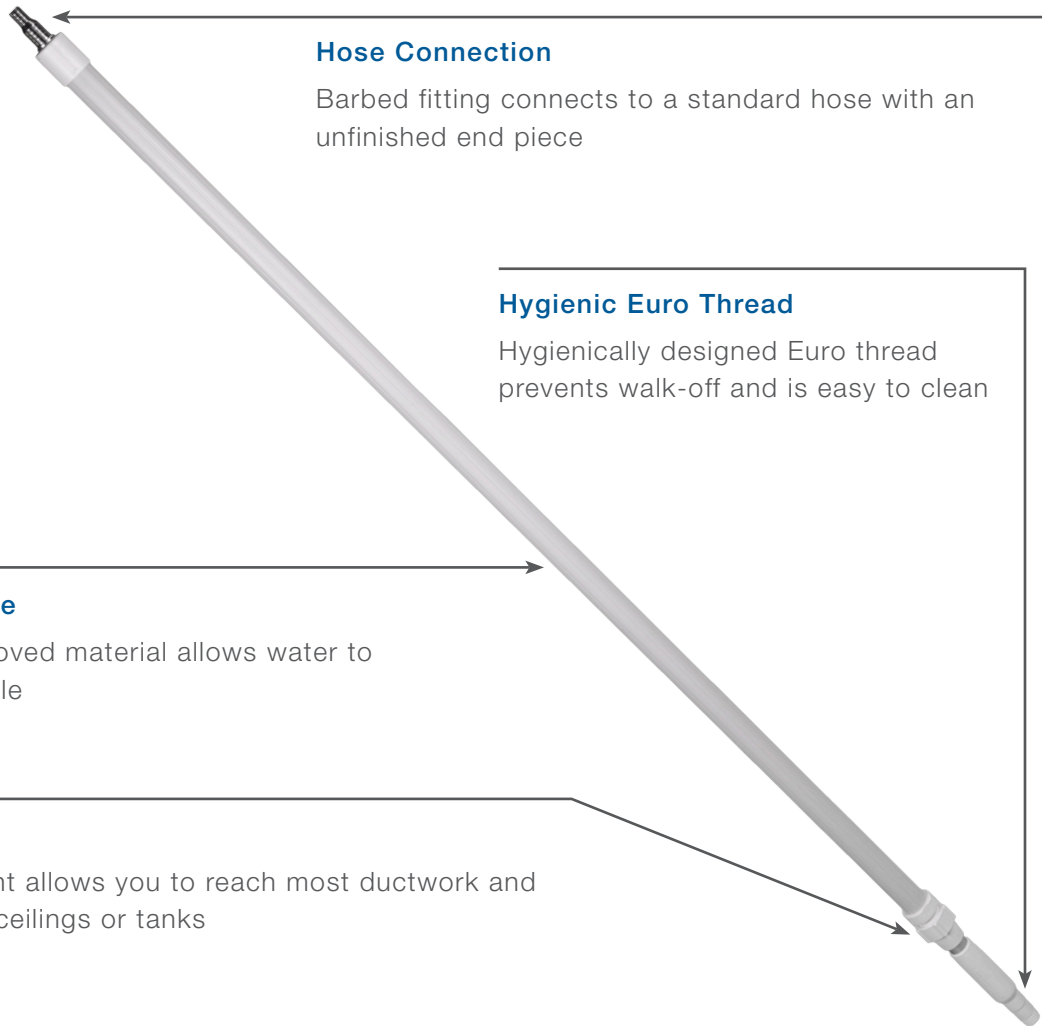 Hose Connection
Barbed fitting connects to a standard hose with an
unfinished end piece
Hygienic Euro Thread
Hygienically designed Euro thread
prevents walk-off and is easy to clean
material allows water to
allows you to reach most ductwork and
ceilings or tanks